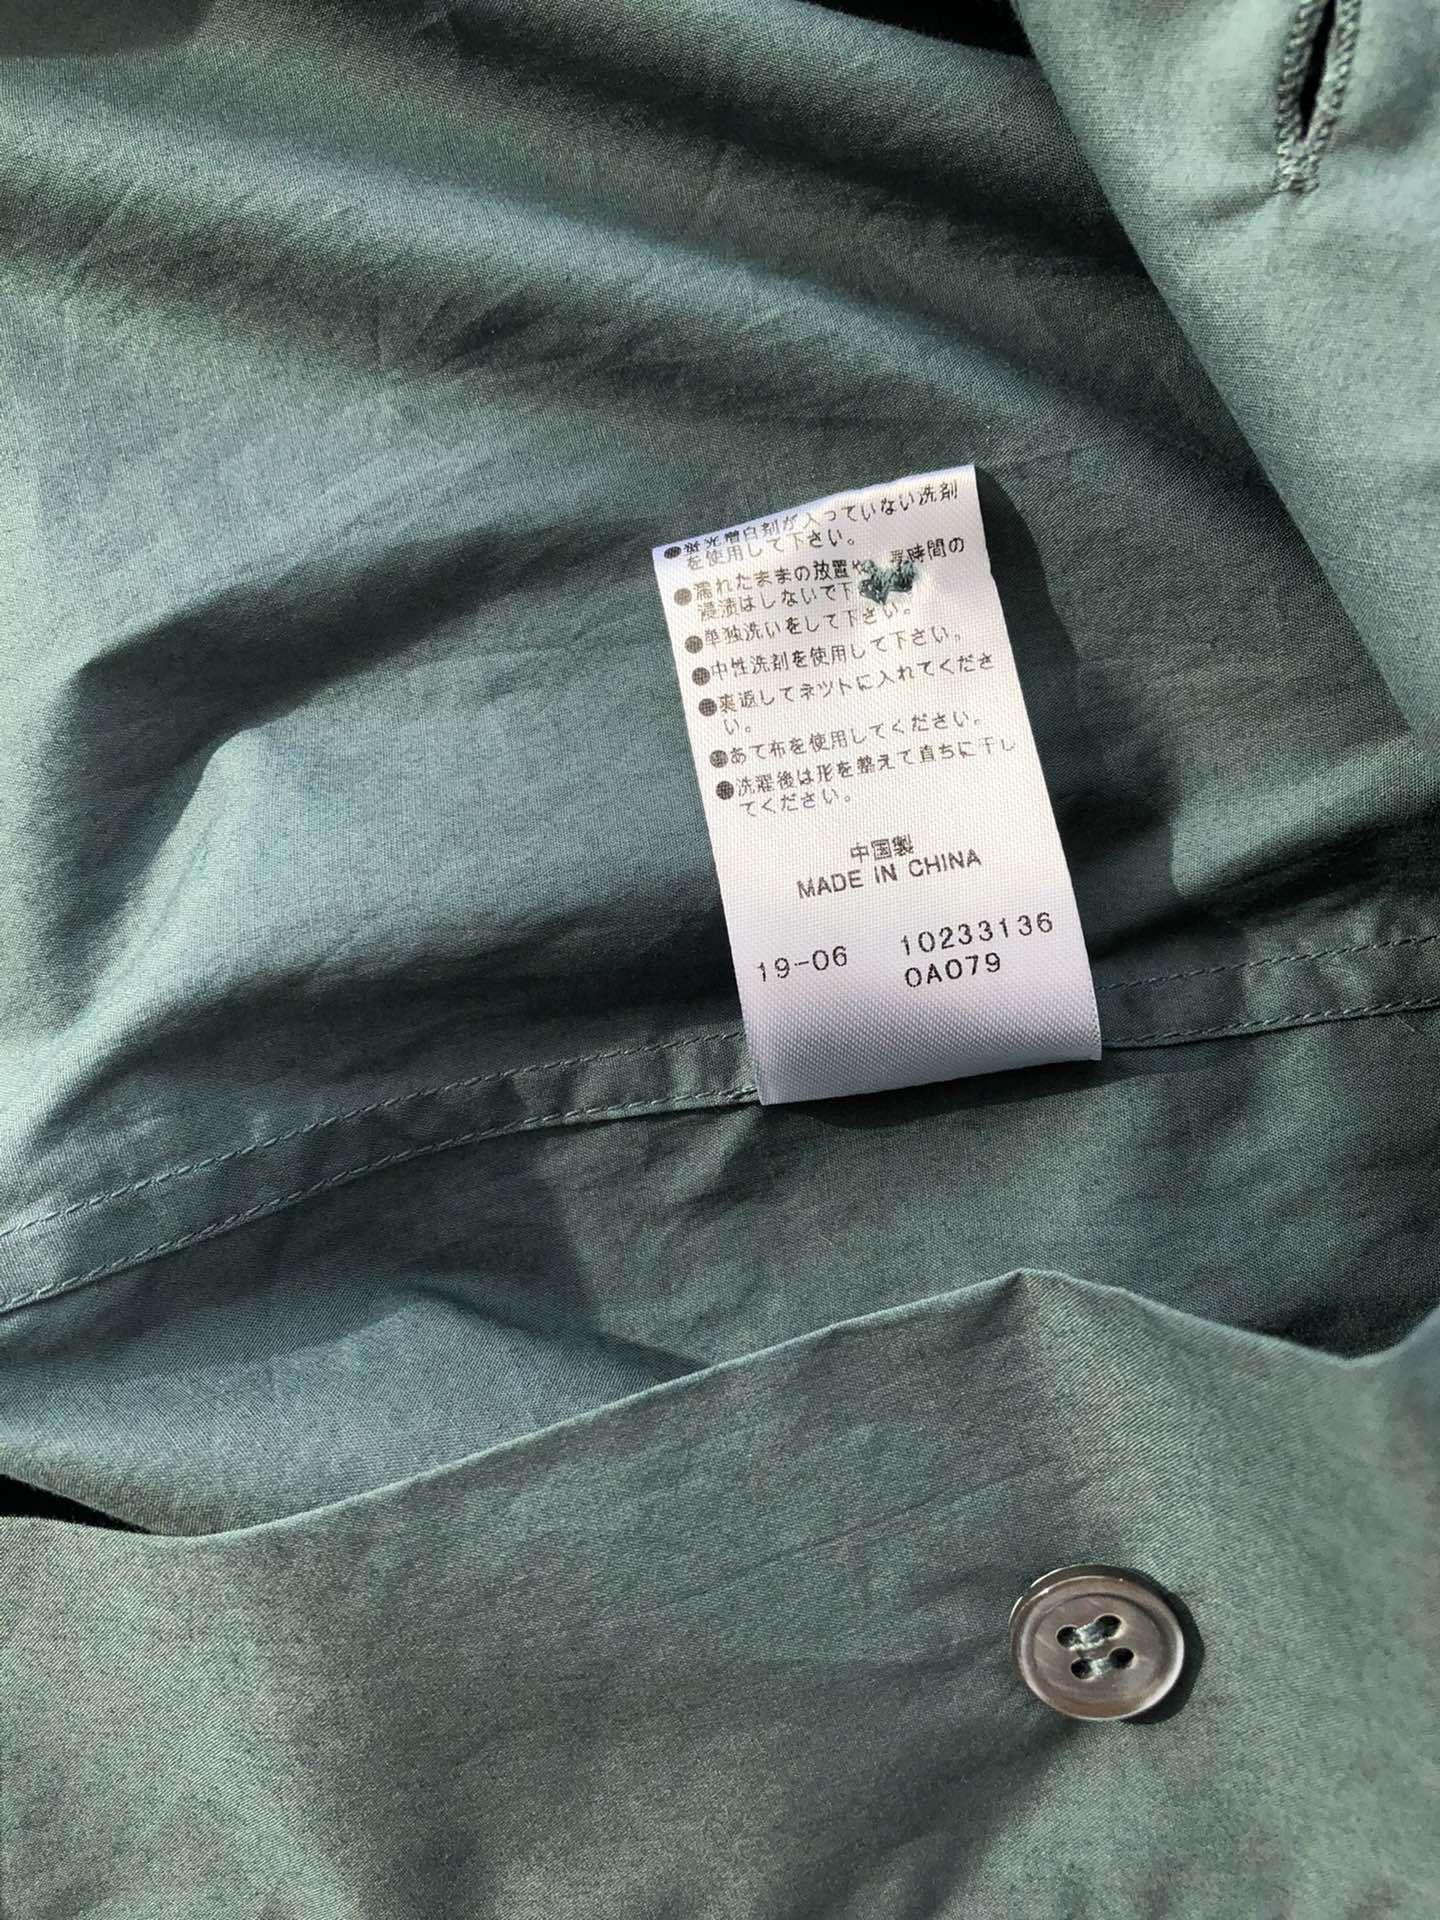 ●蛍光増白剤が入っていない洗剤
を使用して下さい。
●濡れたままの放置や 時間の
浸漬はしないで下さい。
●単独洗いをして下さい。
●中性洗剤を使用して下さい。
●裏返してネットに入れてくださ
い。
●あて布を使用してください。
●洗濯後は形を整えて直ちに干し
てください。
中国製
MADE IN CHINA
19-06 10233136
0A079